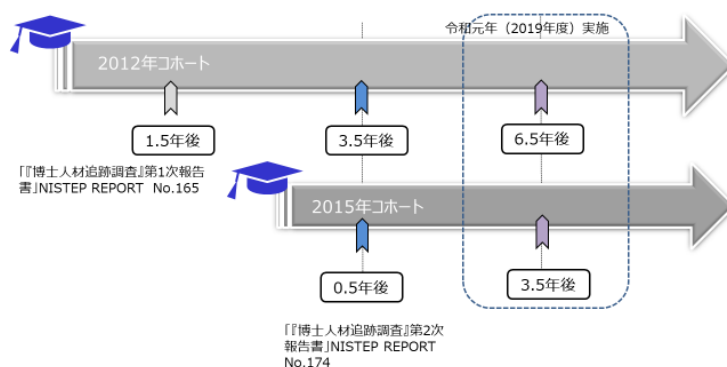 令和元年（2019年度）実施
2012年コホート
1.5年後
3.5年後
6.5年後
「『博士人材追跡調査』第1次報告
書」NISTEP REPORT No.165
2015年コホート
0.5年後
3.5年後
「『博士人材追跡調査』第2次
報告書」NISTEP REPORT
No.174